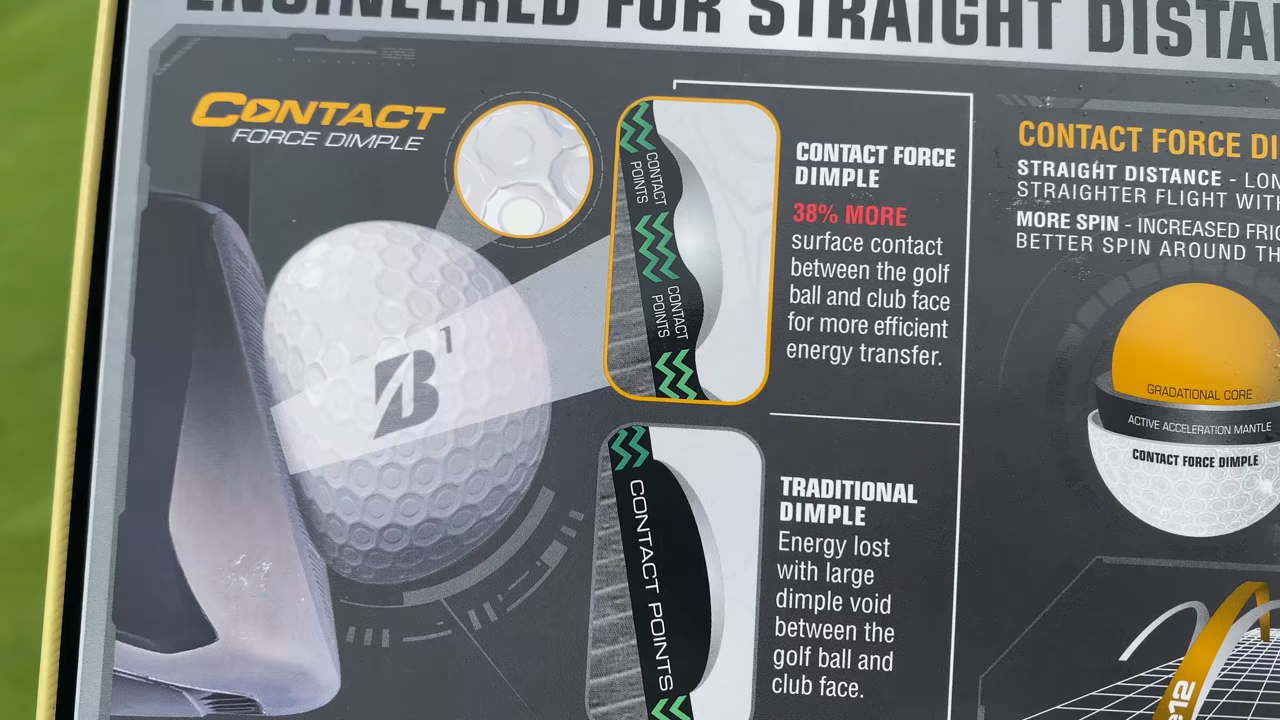 ENGINEERED FOR STRAIGHT DISTA
CONTACT
FORCE DIMPLE
CONTACT
POINTS
CONTACT
POINTS
CONTACT FORCE
DIMPLE
38% MORE
surface contact
between the golf
ball and club face
for more efficient
energy transfer.
B 1
CONTACT POINTS
TRADITIONAL
DIMPLE
Energy lost
with large
dimple void
between the
golf ball and
club face.
CONTACT FORCE DI
STRAIGHT DISTANCE - LON
STRAIGHTER FLIGHT WITH
MORE SPIN - INCREASED FRIC
BETTER SPIN AROUND TH
GRADATIONAL CORE
ACTIVE ACCELERATION MANTLE
CONTACT FORCE DIMPLE
e12